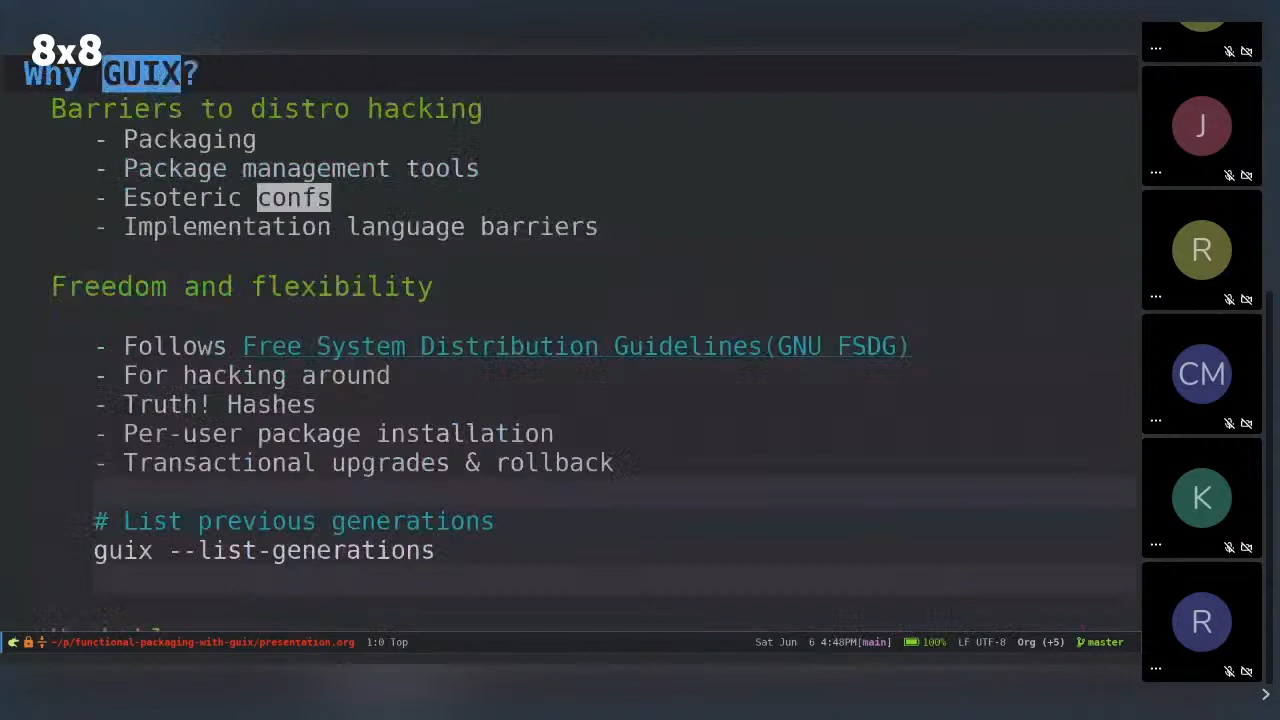 8x8
Why GUIX?
Barriers to distro hacking
- Packaging
- Package management tools
- Esoteric confs
- Implementation language barriers
Freedom and flexibility
- Follows Free System Distribution Guidelines(GNU FSDG)
- For hacking around
- Truth! Hashes
- Per-user package installation
- Transactional upgrades & rollback
# List previous generations
guix --list-generations
~/p/functional-packaging-with-guix/presentation.org 1:0 Top Sat Jun 6 4:48PM[main] 100% LF UTF-8 Org (+5) master
J
R
CM
K
R